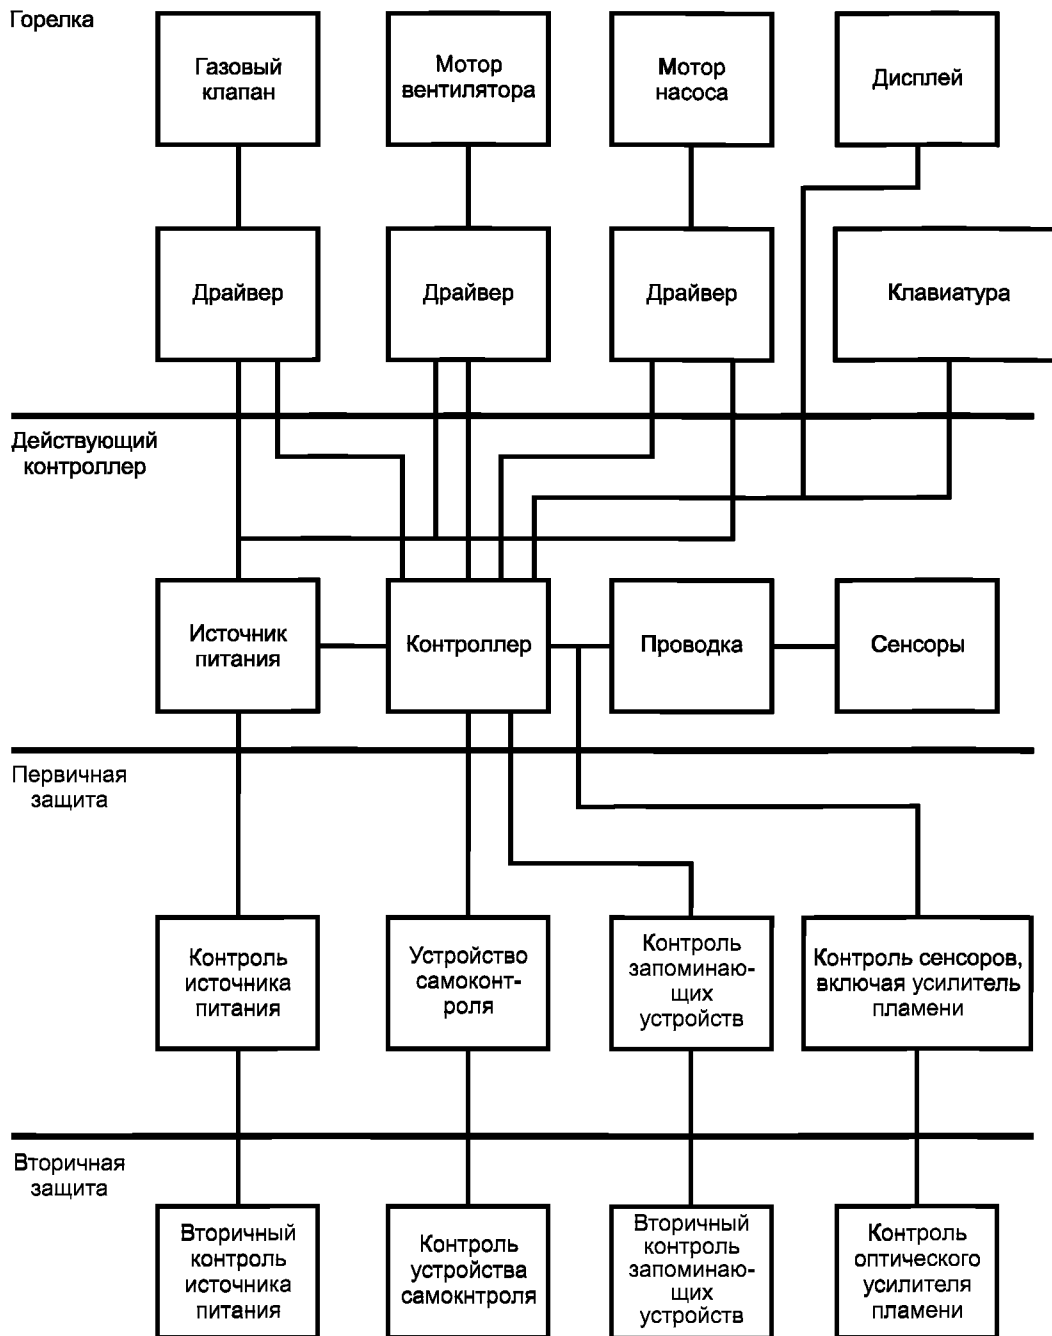 Горелка
Газовый
клапан
Мотор
вентилятора
Мотор
насоса
Дисплей
Драйвер
Драйвер
Драйвер
Клавиатура
Действующий
контроллер
Источник
питания
Контроллер
Проводка
Сенсоры
Первичная
защита
Контроль
источника
питания
Устройство
самоконт-
роля
Контроль
запоминаю-
щих
устройств
Контроль сенсоров,
включая усилитель
пламени
Вторичная
защита
Вторичный
контроль
источника
питания
Контроль
устройства
самокнтроля
Вторичный
контроль
запоминаю-
щих
устройств
Контроль
оптического
усилителя
пламени